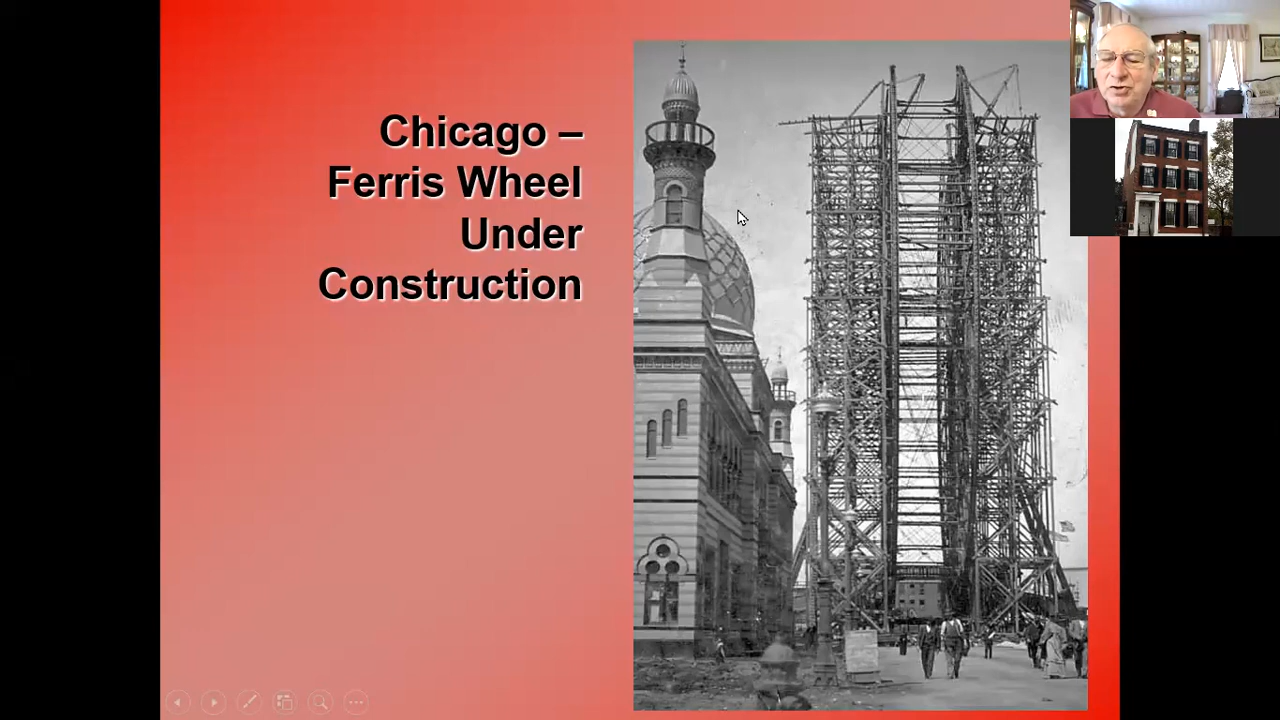 Chicago –
Ferris Wheel
Under
Construction